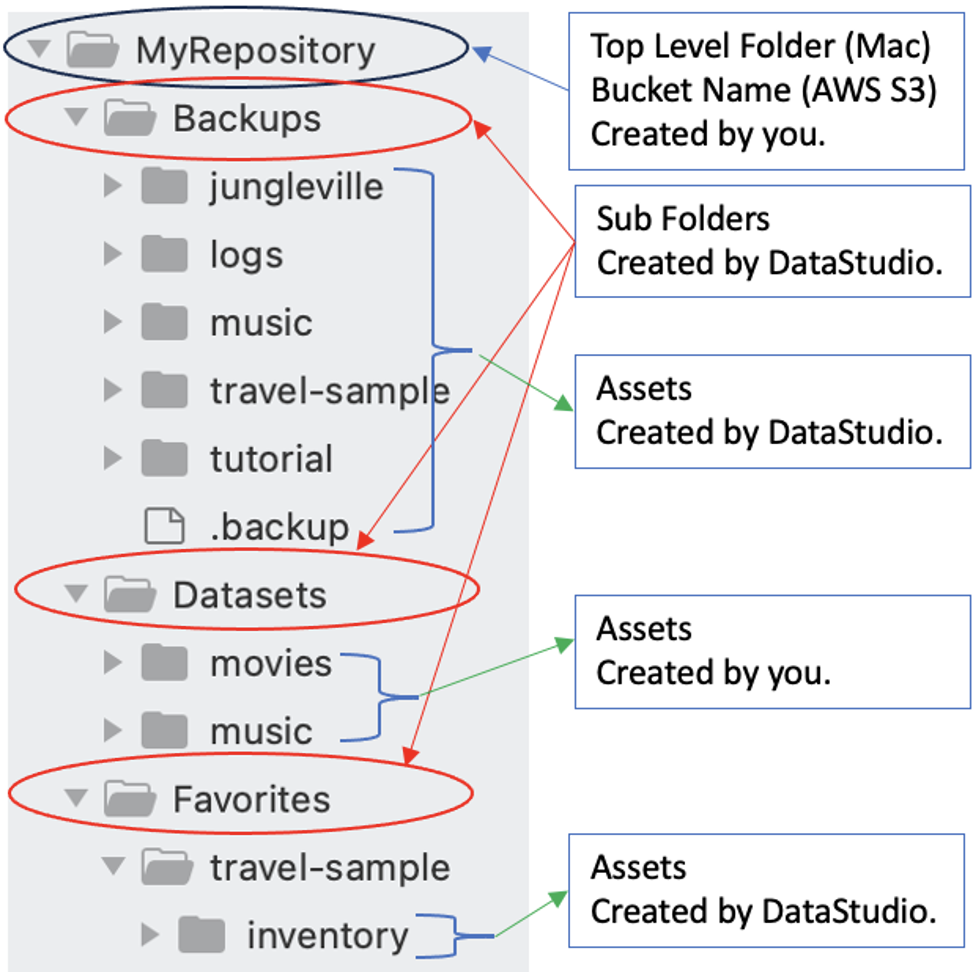 MyRepository
Top Level Folder (Mac)
Bucket Name (AWS S3)
Created by you.
Backups
jungleville
logs
music
travel-sample
tutorial
.backup
Sub Folders
Created by DataStudio.
Assets
Created by DataStudio.
Datasets
movies
music
Assets
Created by you.
Favorites
travel-sample
inventory
Assets
Created by DataStudio.